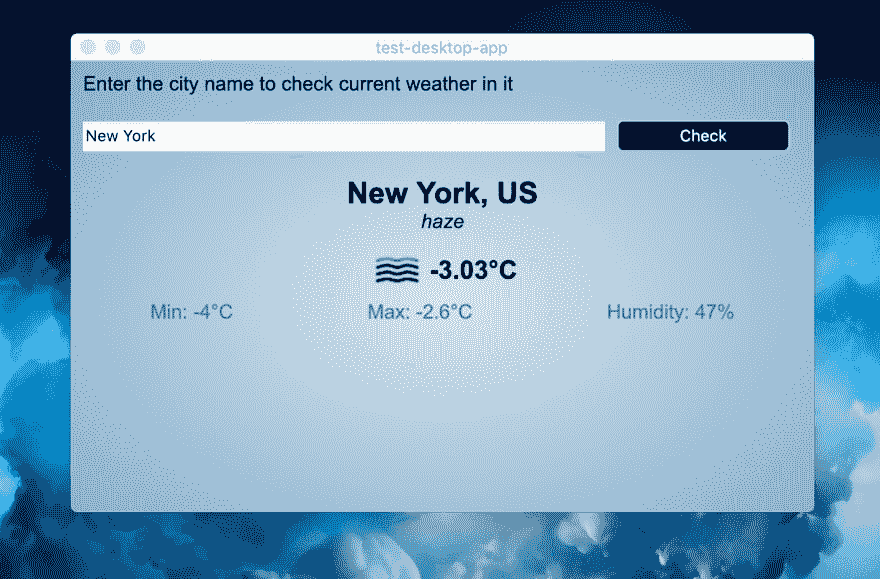 test-desktop-app
Enter the city name to check current weather in it
New York
Check
New York, US
haze
-3.03°C
Min: -4°C
Max: -2.6°C
Humidity: 47%